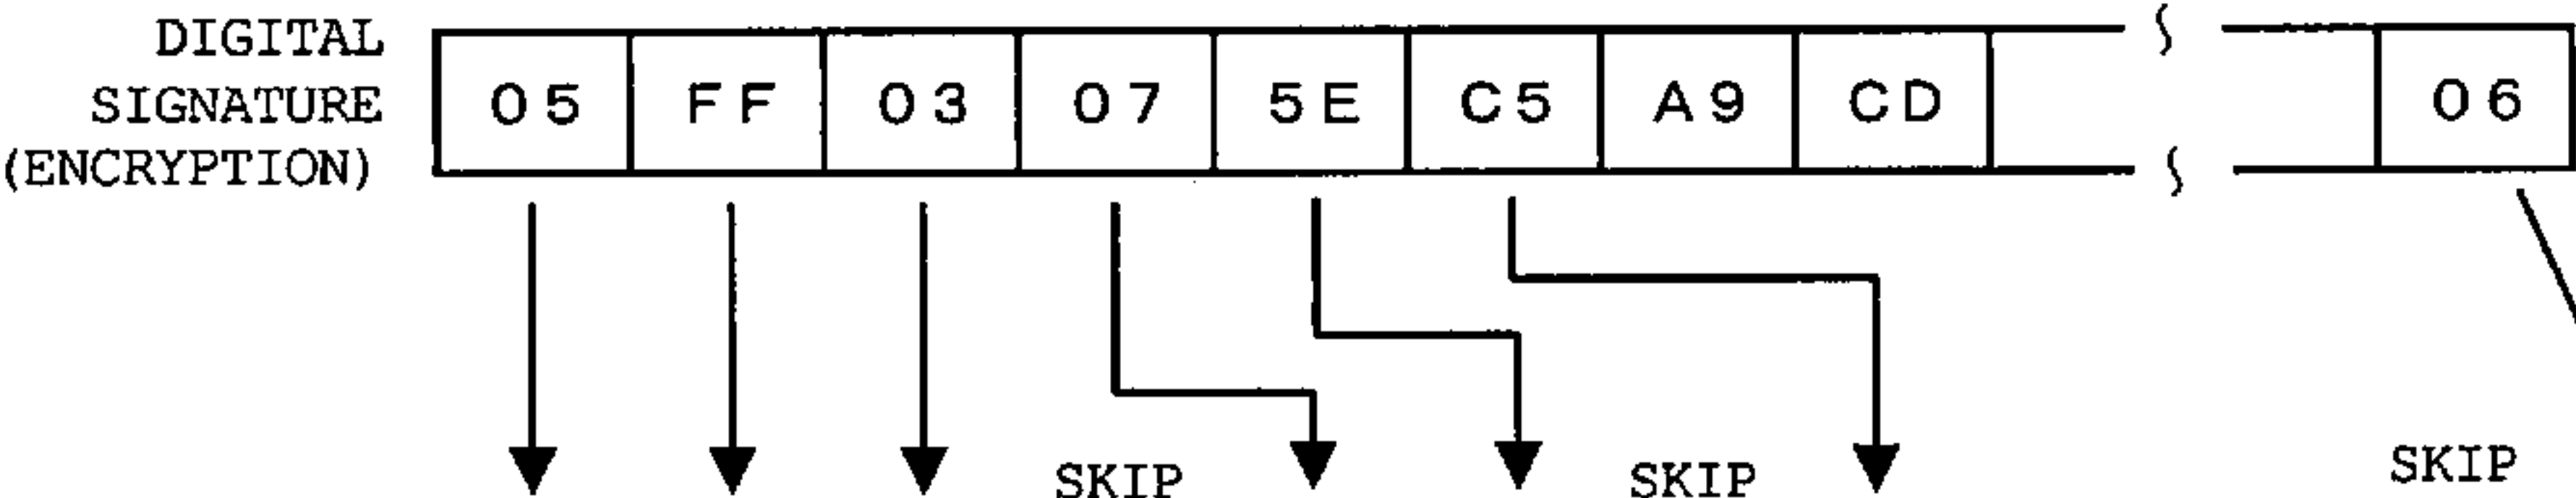 DIGITAL
SIGNATURE
(ENCRYPTION)
05 FF 03 07 5E C5 A9 CD 06
SKIP SKIP SKIP